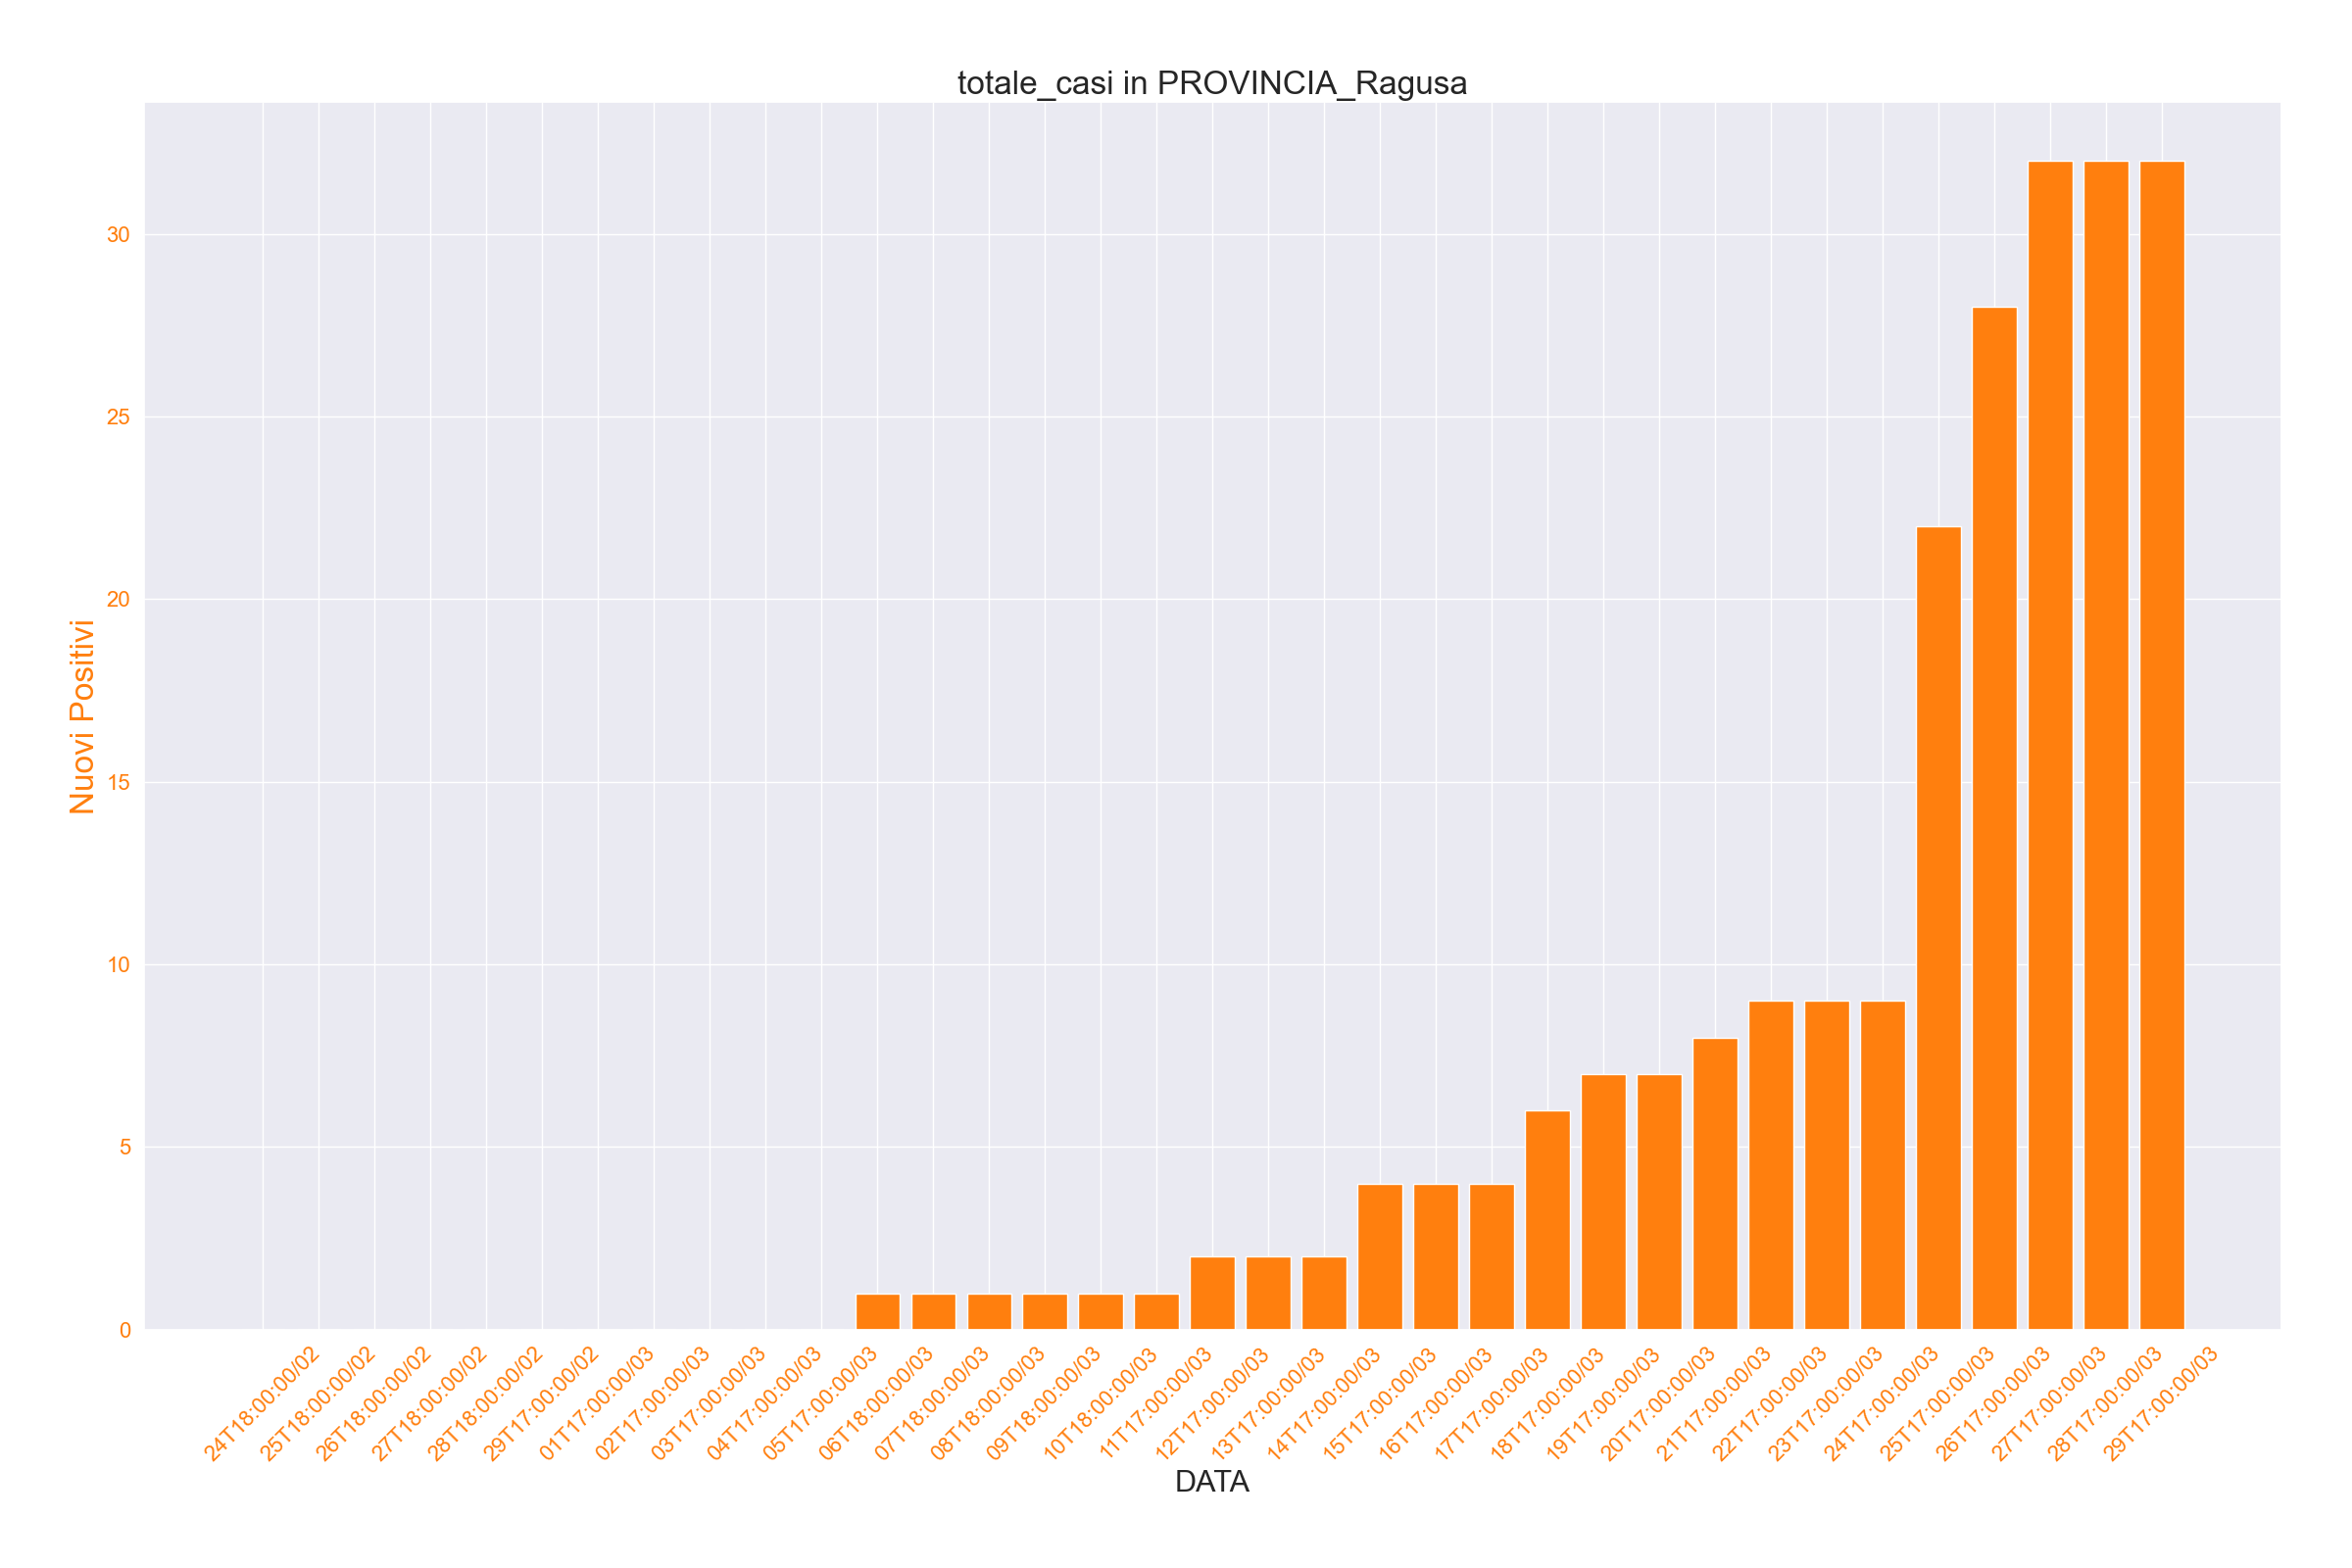 totale_casi in PROVINCIA_Ragusa
Nuovi Positivi
30
25
20
15
10
5
0
24T18:00:00/02
25T18:00:00/02
26T18:00:00/02
27T18:00:00/02
28T18:00:00/02
29T17:00:00/02
01T17:00:00/03
02T17:00:00/03
03T17:00:00/03
04T17:00:00/03
05T17:00:00/03
06T18:00:00/03
07T18:00:00/03
08T18:00:00/03
09T18:00:00/03
10T18:00:00/03
11T17:00:00/03
12T17:00:00/03
13T17:00:00/03
14T17:00:00/03
15T17:00:00/03
16T17:00:00/03
17T17:00:00/03
18T17:00:00/03
19T17:00:00/03
20T17:00:00/03
21T17:00:00/03
22T17:00:00/03
23T17:00:00/03
24T17:00:00/03
25T17:00:00/03
26T17:00:00/03
27T17:00:00/03
28T17:00:00/03
29T17:00:00/03
DATA